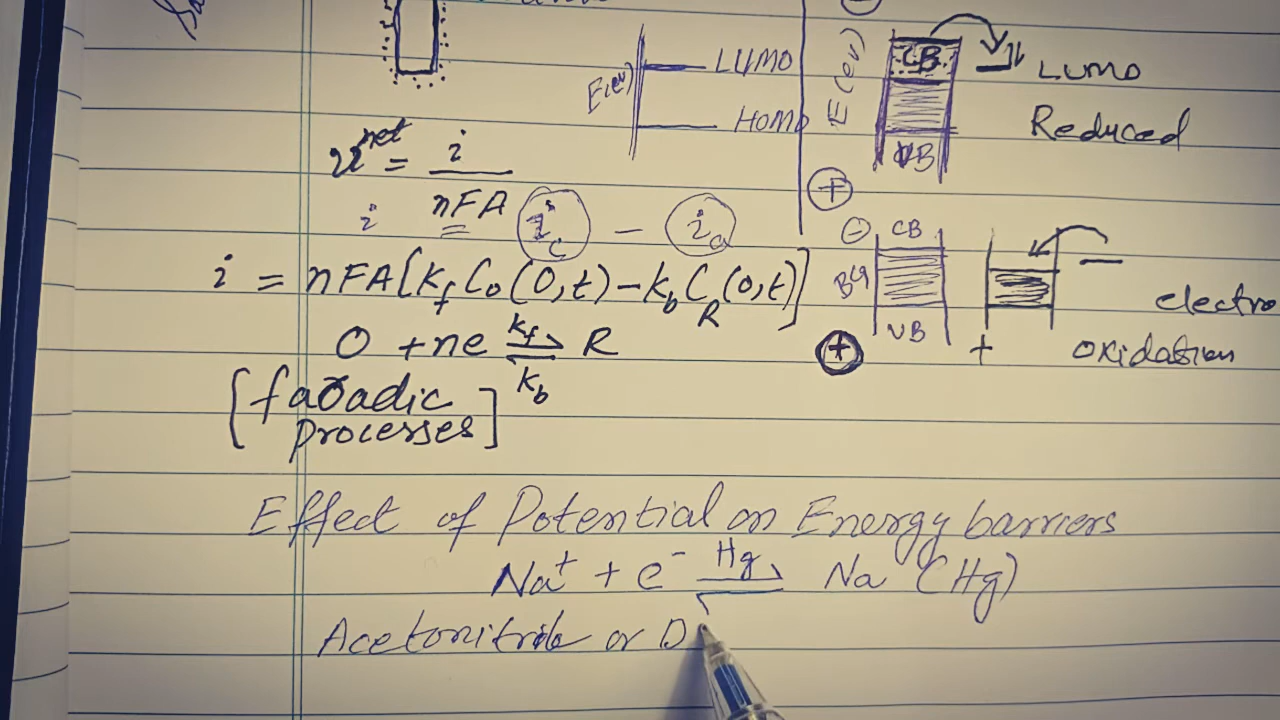 E(ev)
LUMO
HOMO
E(ev)
CB
VB
LUMO
Reduced
+
net = i / nFA
i
i_c - i_a
i = nFA[K_f C_o(0,t) - k_b C_R(0,t)]
O + ne ⇌ R
k_f
k_b
[faradic
processes]
- CB
VB
+
+
electro
oxidation
Effect of Potential on Energy barriers
Na⁺ + e⁻ ⇌ Na (Hg)
Hg
Acetonitrile or D